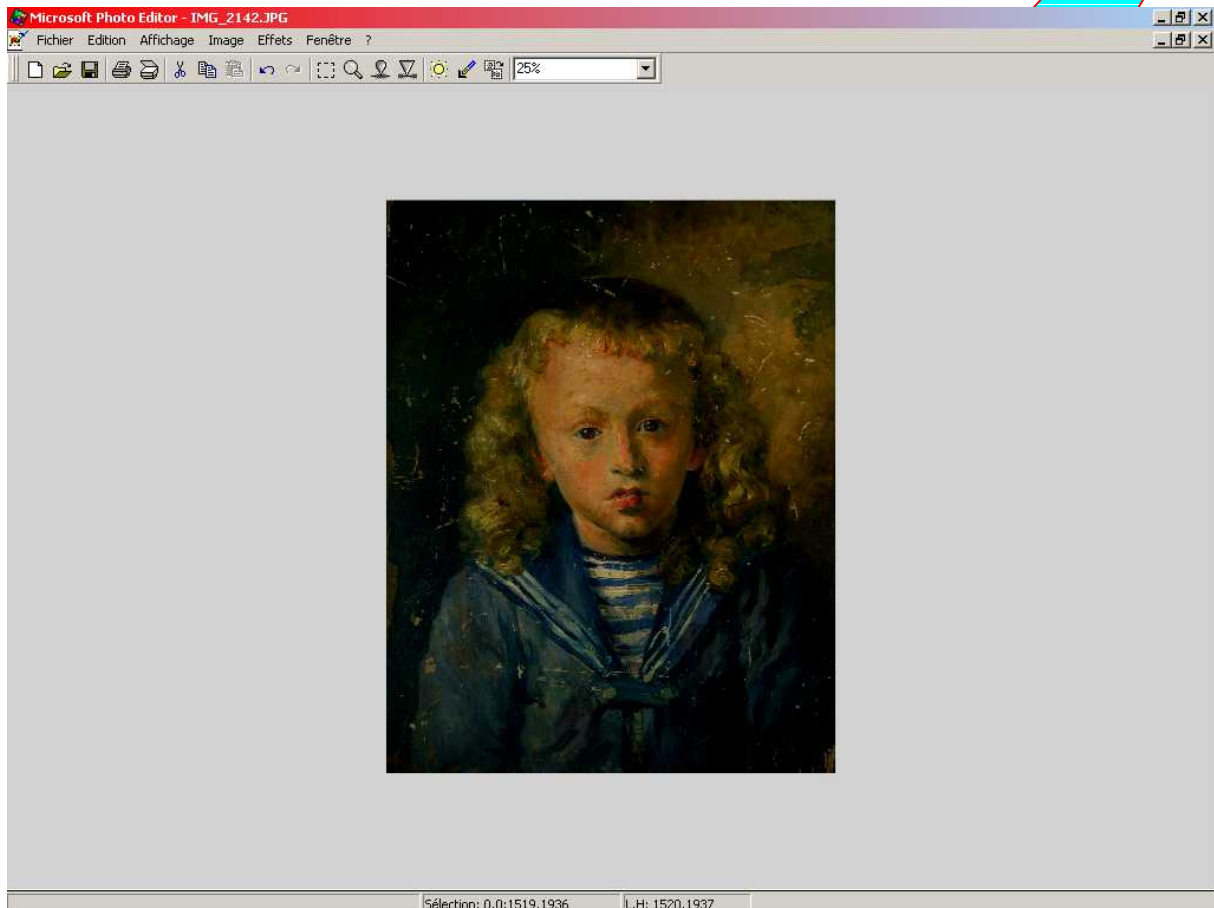 Microsoft Photo Editor - IMG_2142.JPG
Fichier Edition Affichage Image Effets Fenêtre ?
25%
Sélection: 0,0:1519,1936 L,H: 1520,1937